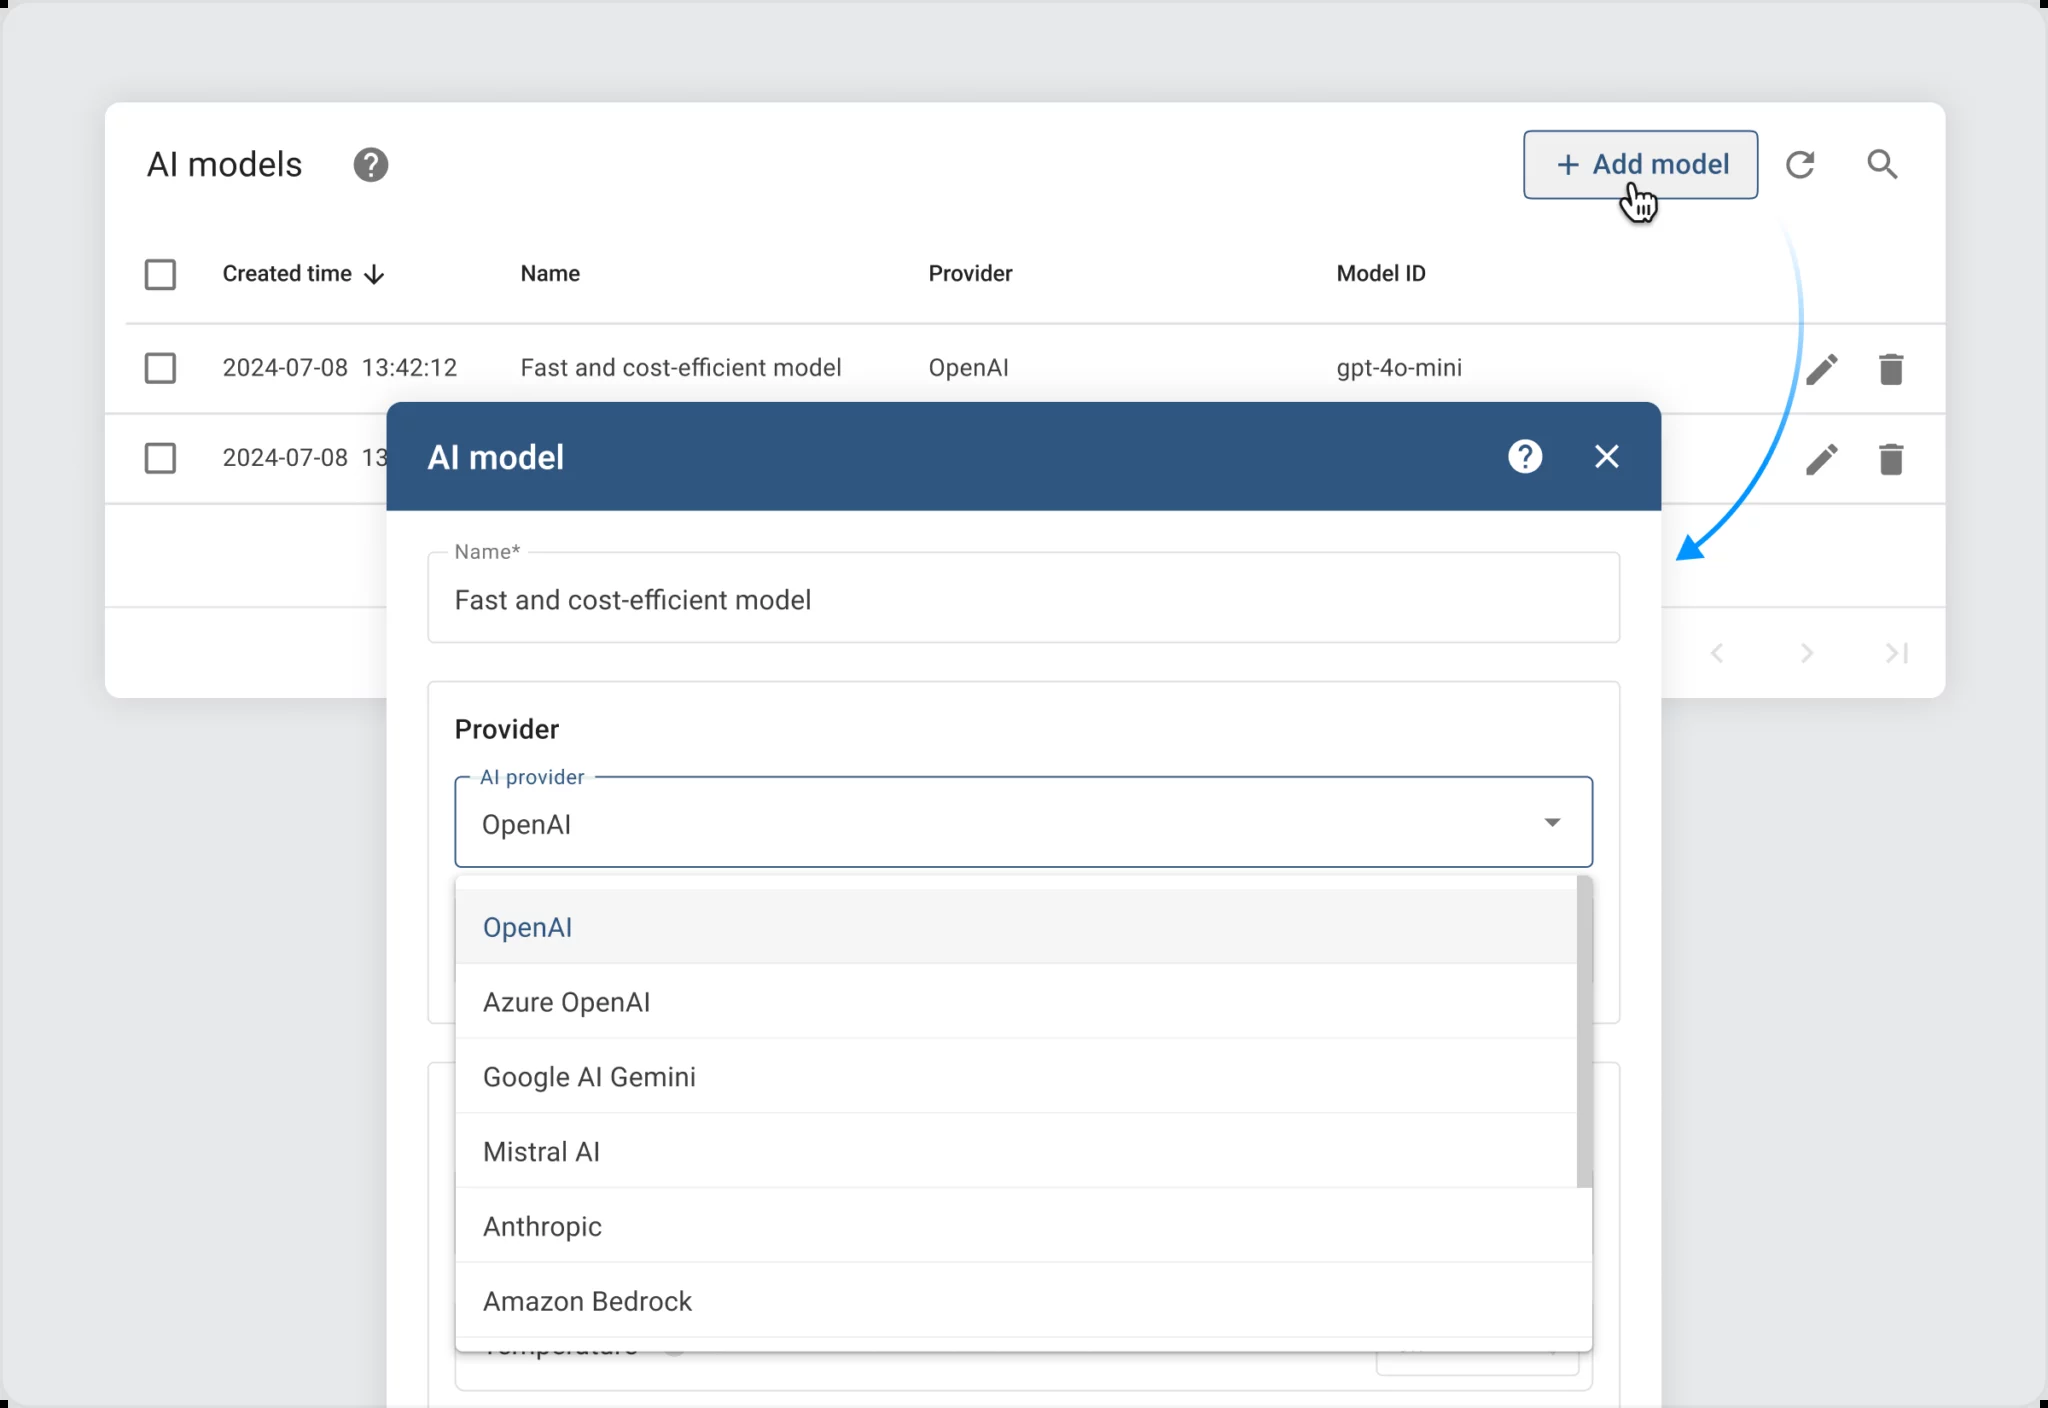 AI models ?
+ Add model
Created time Name Provider Model ID
2024-07-08 13:42:12 Fast and cost-efficient model OpenAI gpt-4o-mini
2024-07-08 13
AI model ?
Name*
Fast and cost-efficient model
Provider
AI provider
OpenAI
OpenAI
Azure OpenAI
Google AI Gemini
Mistral AI
Anthropic
Amazon Bedrock
Temperature